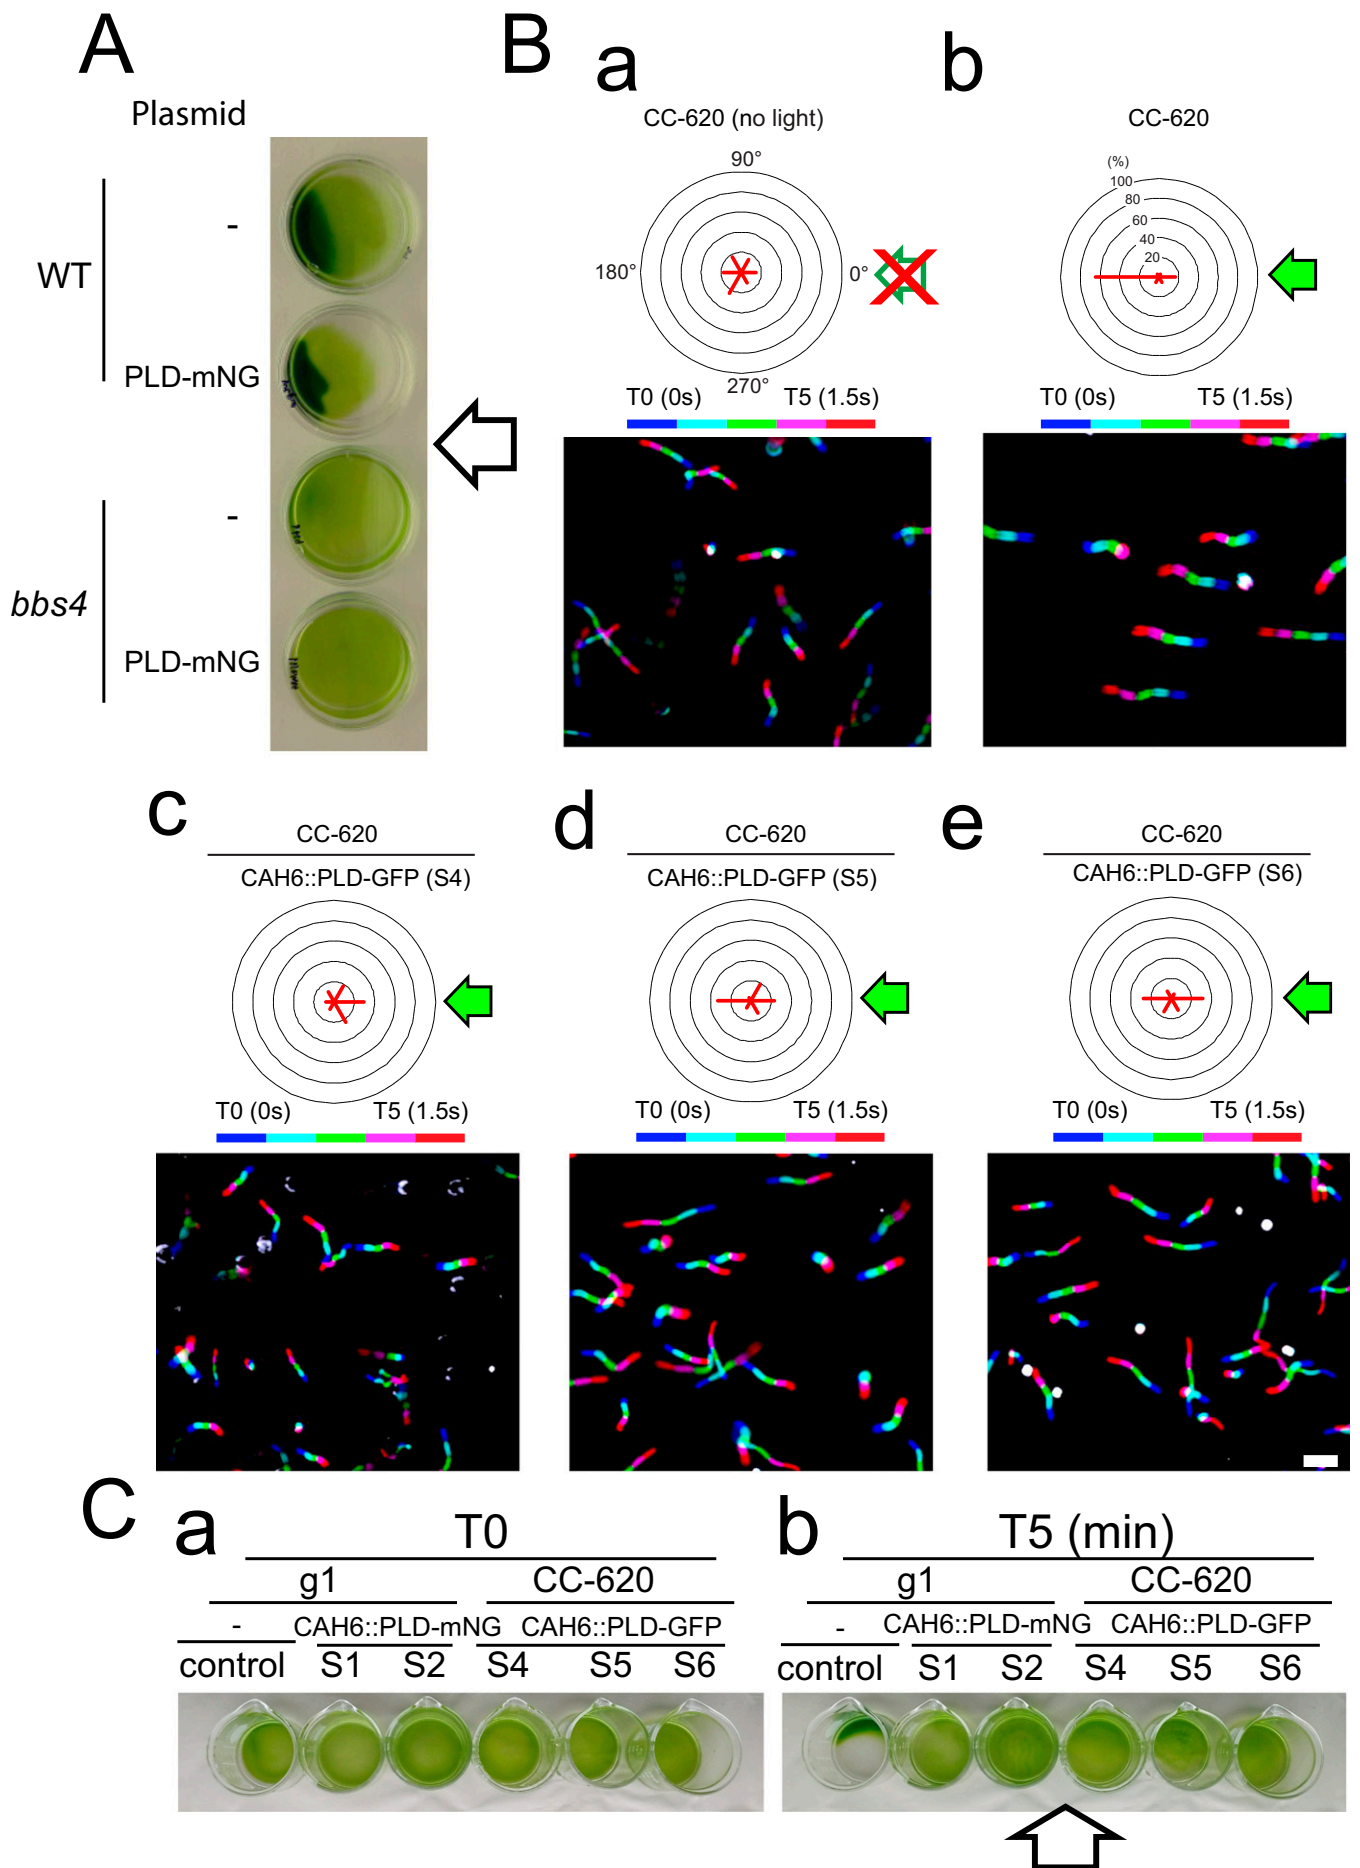 A
Plasmid
WT
-
PLD-mNG
bbs4
-
PLD-mNG
B
a
CC-620 (no light)
90°
180°
0°
270°
T0 (0s)
T5 (1.5s)
b
CC-620
(%)
100
80
60
40
20
T0 (0s)
T5 (1.5s)
c
CC-620
CAH6::PLD-GFP (S4)
T0 (0s)
T5 (1.5s)
d
CC-620
CAH6::PLD-GFP (S5)
T0 (0s)
T5 (1.5s)
e
CC-620
CAH6::PLD-GFP (S6)
T0 (0s)
T5 (1.5s)
C
a
T0
g1
CC-620
-
CAH6::PLD-mNG
CAH6::PLD-GFP
control
S1
S2
S4
S5
S6
b
T5 (min)
g1
CC-620
-
CAH6::PLD-mNG
CAH6::PLD-GFP
control
S1
S2
S4
S5
S6